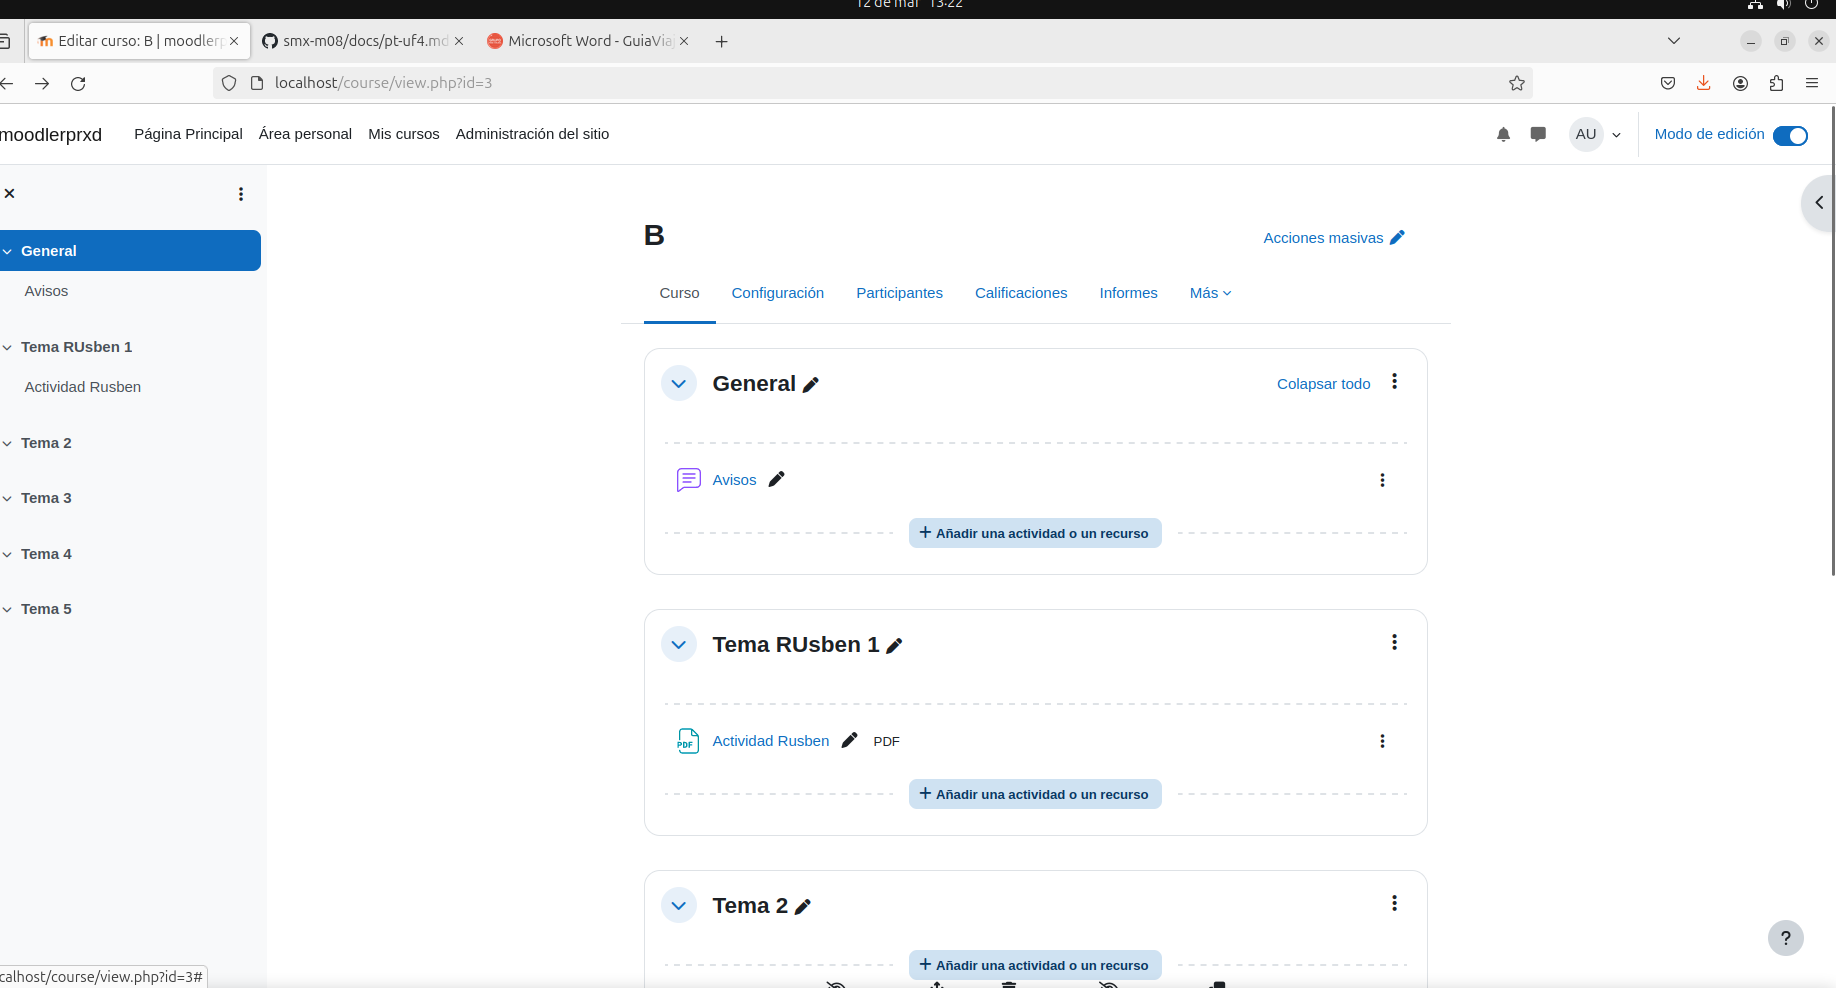 12 de mar 13:22
Editar curso: B | moodlerp
smx-m08/docs/pt-uf4.md
Microsoft Word - GuiaVia
localhost/course/view.php?id=3
moodlerprxd
Página Principal
Área personal
Mis cursos
Administración del sitio
AU
Modo de edición
General
Avisos
Tema RUsben 1
Actividad Rusben
Tema 2
Tema 3
Tema 4
Tema 5
B
Acciones masivas
Curso
Configuración
Participantes
Calificaciones
Informes
Más
General
Colapsar todo
Avisos
+ Añadir una actividad o un recurso
Tema RUsben 1
PDF
Actividad Rusben
PDF
+ Añadir una actividad o un recurso
Tema 2
+ Añadir una actividad o un recurso
?
calhost/course/view.php?id=3#